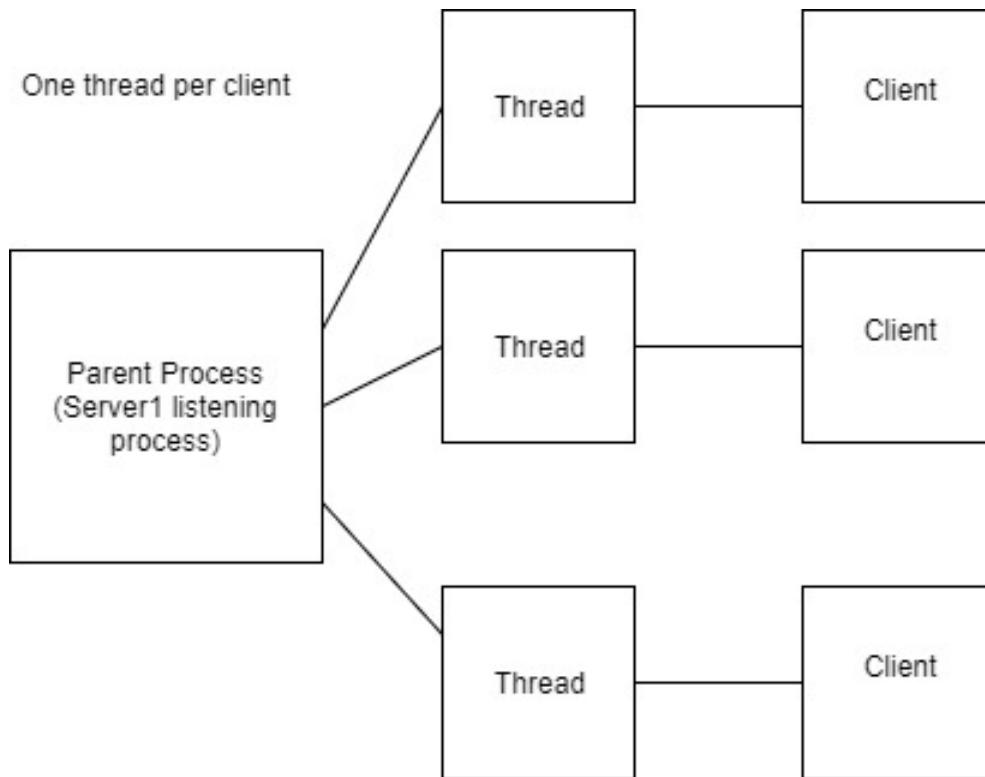 One thread per client
Thread
Client
Thread
Client
Parent Process
(Server1 listening
process)
Thread
Client